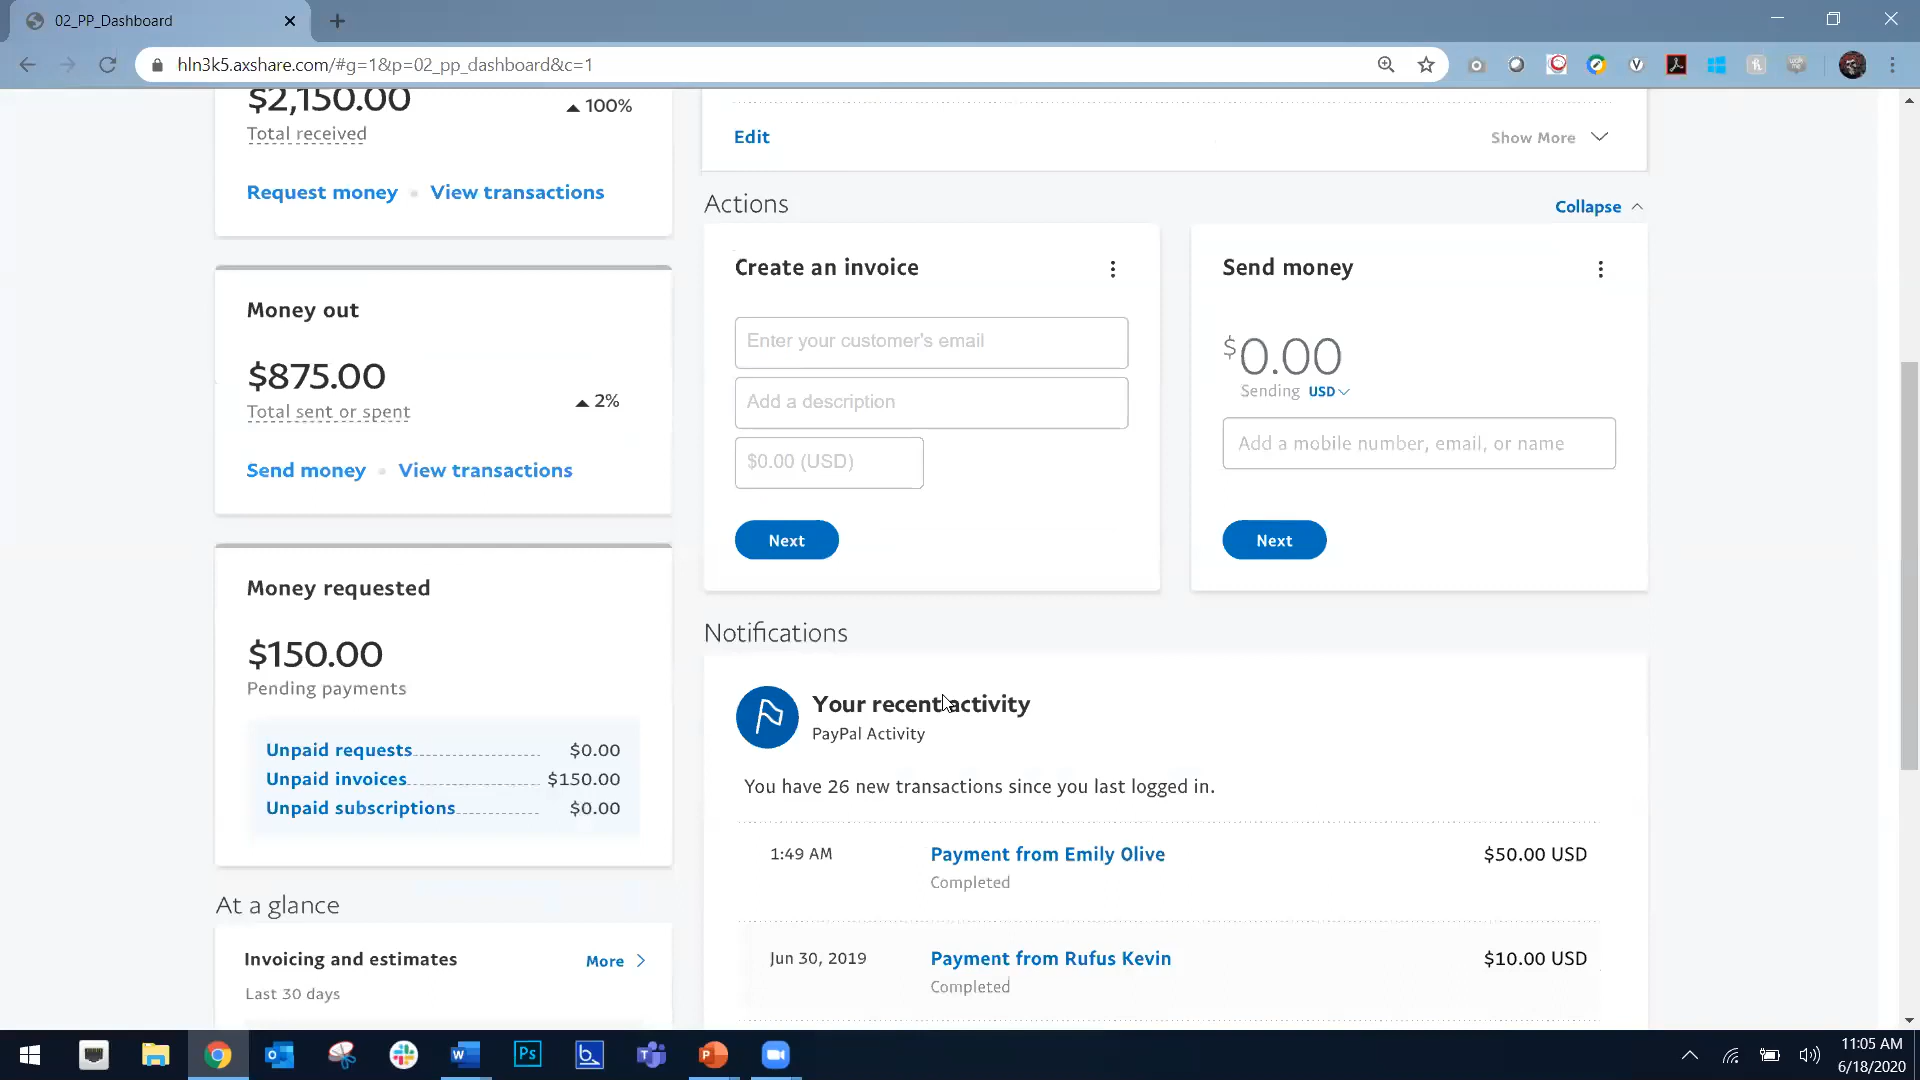 02_PP_Dashboard
hln3k5.axshare.com/#g=1&p=02_pp_dashboard&c=1
$2,150.00
100%
Total received
Request money
View transactions
Money out
$875.00
Total sent or spent
2%
Send money
View transactions
Money requested
$150.00
Pending payments
Unpaid requests
$0.00
Unpaid invoices
$150.00
Unpaid subscriptions
$0.00
At a glance
Invoicing and estimates
More
Last 30 days
Edit
Show More
Actions
Collapse
Create an invoice
Enter your customer's email
Add a description
$0.00 (USD)
Next
Send money
$0.00
Sending USD
Add a mobile number, email, or name
Next
Notifications
Your recent activity
PayPal Activity
You have 26 new transactions since you last logged in.
1:49 AM
Payment from Emily Olive
$50.00 USD
Completed
Jun 30, 2019
Payment from Rufus Kevin
$10.00 USD
Completed
11:05 AM
6/18/2020